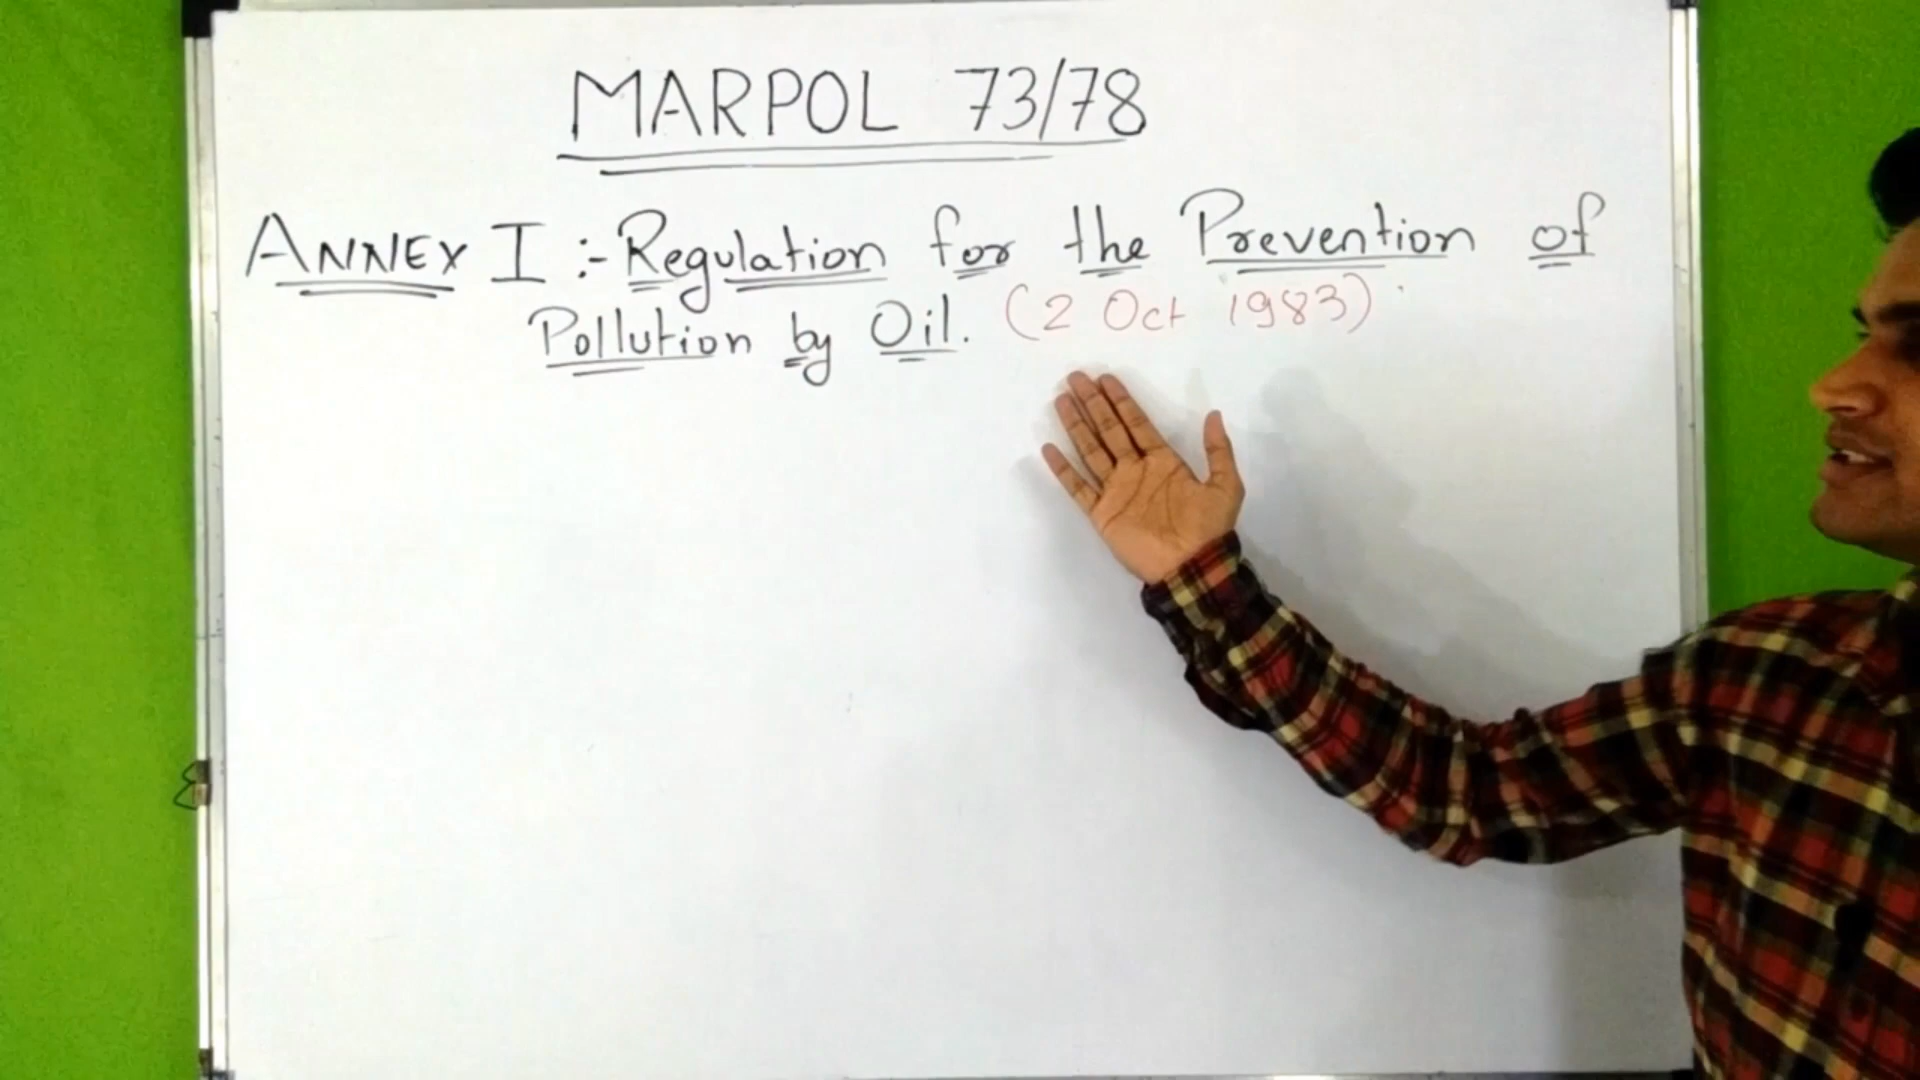 MARPOL 73/78
ANNEX I :- Regulation for the Prevention of
Pollution by Oil. (2 Oct 1983)